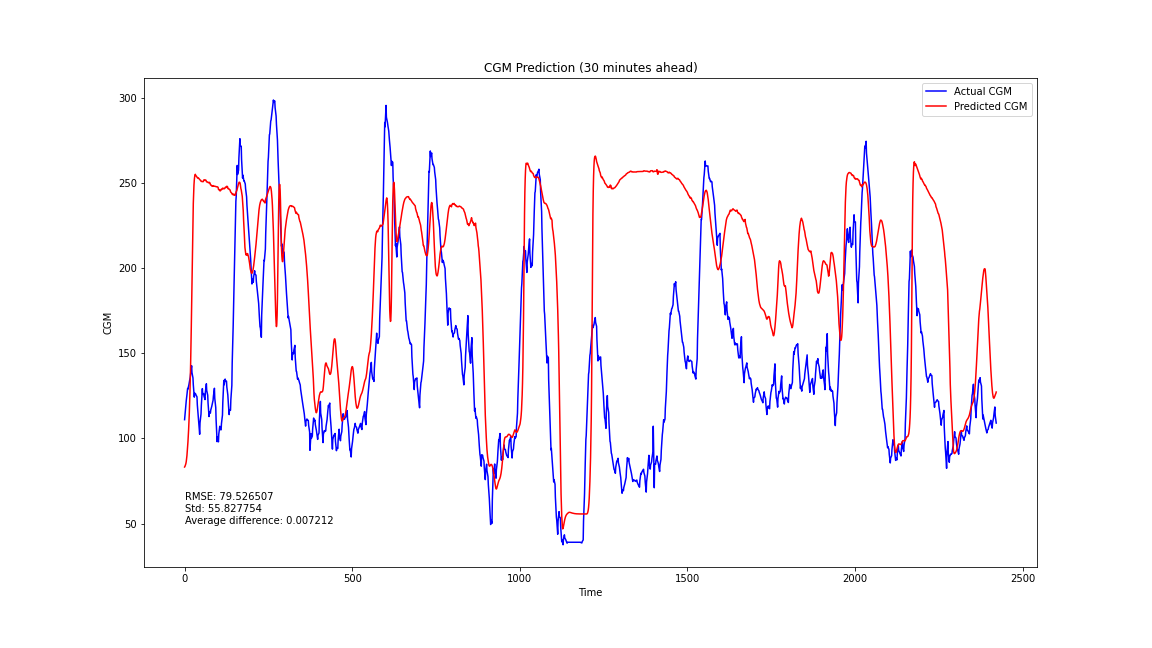 CGM Prediction (30 minutes ahead)
Actual CGM
Predicted CGM
300
250
200
150
100
50
CGM
RMSE: 79.526507
Std: 55.827754
Average difference: 0.007212
0 500 1000 1500 2000 2500
Time